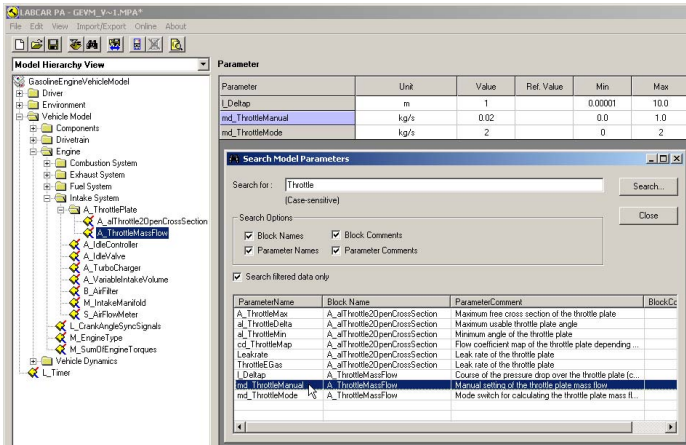 LABCAR PA - GEVM_V~1.MPA*
File Edit View Import/Export Online About
Model Hierarchy View
GasolineEngineVehicleModel
Driver
Environment
Vehicle Model
Components
Drivetrain
Engine
Combustion System
Exhaust System
Fuel System
Intake System
A_ThrottlePlate
A_alThrottle2OpenCrossSection
A_ThrottleMassFlow
A_IdleController
A_IdleValve
A_TurboCharger
A_VariableIntakeVolume
B_AirFilter
M_IntakeManifold
S_AirFlowMeter
L_CrankAngleSyncSignals
M_EngineType
M_SumOfEngineTorques
Vehicle Dynamics
L_Timer
Parameter
Parameter Unit Value Ref. Value Min Max
l_Deltap m 1 0.00001 10.0
md_ThrottleManual kg/s 0.02 0.0 1.0
md_ThrottleMode kg/s 2 0 2
Search Model Parameters
Search for: Throttle Search...
(Case-sensitive)
Close
Search Options
Block Names Block Comments
Parameter Names Parameter Comments
Search filtered data only
ParameterName Block Name ParameterComment BlockCo
A_ThrottleMax A_alThrottle2OpenCrossSection Maximum free cross section of the throttle plate
al_ThrottleDelta A_alThrottle2OpenCrossSection Maximum usable throttle plate angle
al_ThrottleMin A_alThrottle2OpenCrossSection Minimum angle of the throttle plate
cd_ThrottleMap A_alThrottle2OpenCrossSection Flow coefficient map of the throttle plate depending ...
Leakrate A_alThrottle2OpenCrossSection Leak rate of the throttle plate
ThrottleEGas A_alThrottle2OpenCrossSection Leak rate of the throttle plate
l_Deltap A_ThrottleMassFlow Course of the pressure drop over the throttle plate (c...
md_ThrottleManual A_ThrottleMassFlow Manual setting of the throttle plate mass flow
md_ThrottleMode A_ThrottleMassFlow Mode switch for calculating the throttle plate mass fl...